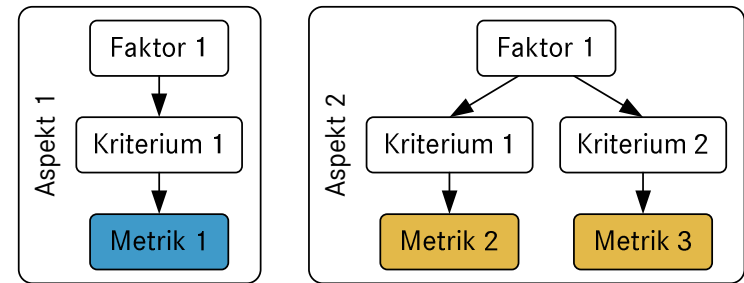 Aspekt 1
Faktor 1
Kriterium 1
Metrik 1
Aspekt 2
Faktor 1
Kriterium 1
Kriterium 2
Metrik 2
Metrik 3